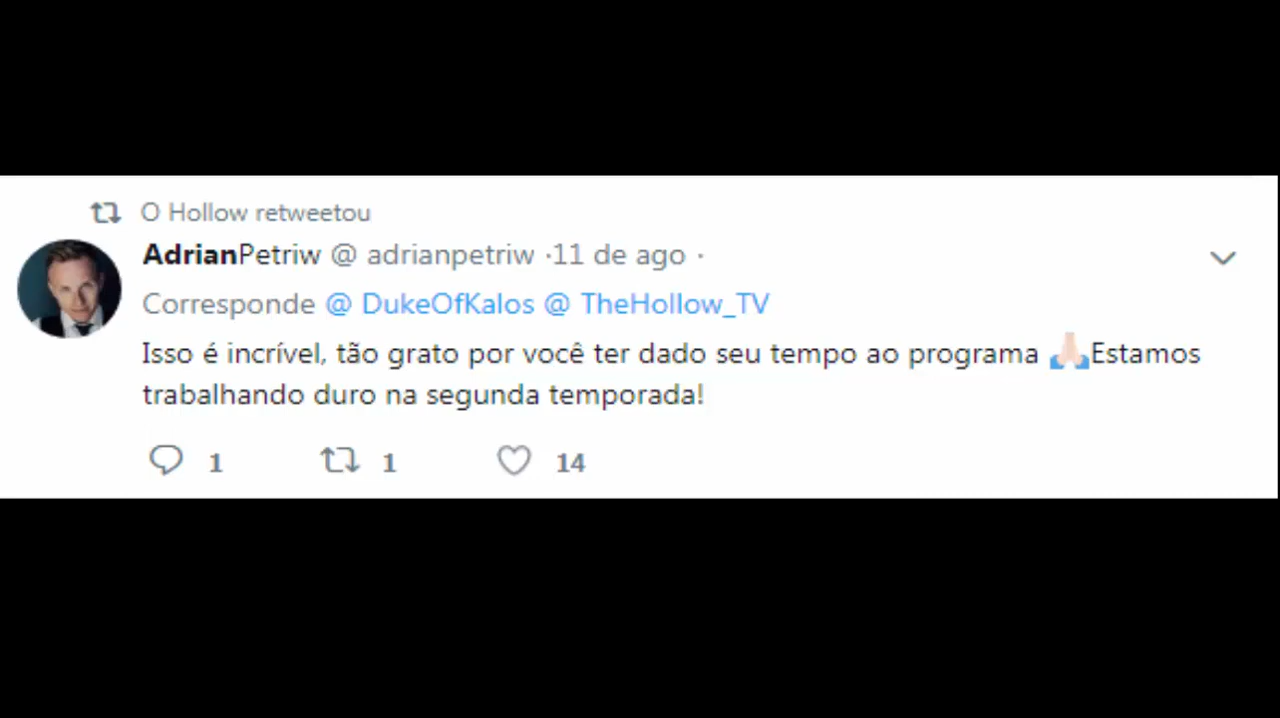 O Hollow retweetou
AdrianPetriw @ adrianpetriw ·11 de ago ·
Corresponde @ DukeOfKalos @ TheHollow_TV
Isso é incrível, tão grato por você ter dado seu tempo ao programa 🙏🏻Estamos
trabalhando duro na segunda temporada!
1 1 14